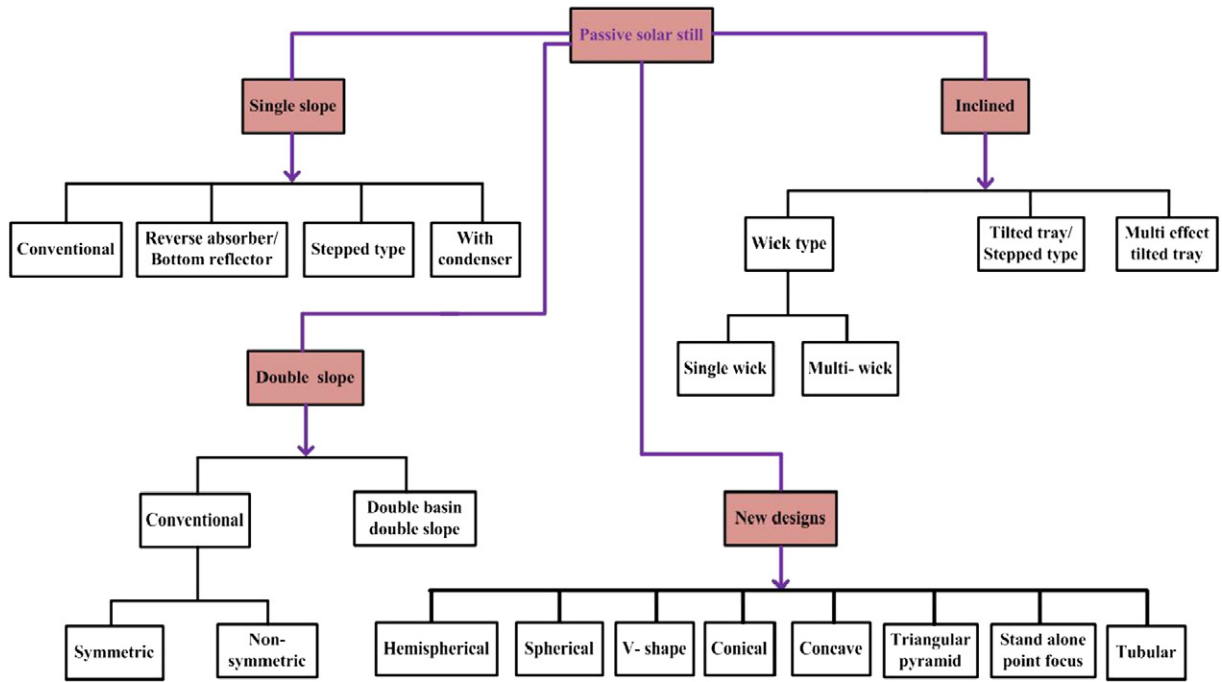 Passive solar still
Single slope
Inclined
Conventional
Reverse absorber/
Bottom reflector
Stepped type
With
condenser
Wick type
Tilted tray/
Stepped type
Multi effect
tilted tray
Single wick
Multi- wick
Double slope
Conventional
Double basin
double slope
New designs
Symmetric
Non-
symmetric
Hemispherical
Spherical
V- shape
Conical
Concave
Triangular
pyramid
Stand alone
point focus
Tubular